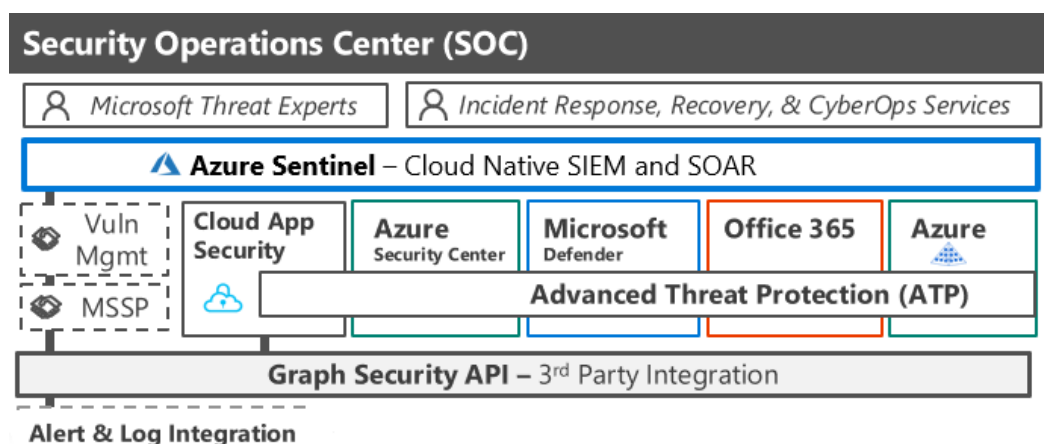 Security Operations Center (SOC)
Microsoft Threat Experts
Incident Response, Recovery, & CyberOps Services
Azure Sentinel – Cloud Native SIEM and SOAR
Vuln
Mgmt
MSSP
Cloud App
Security
Azure
Security Center
Microsoft
Defender
Office 365
Azure
Advanced Threat Protection (ATP)
Graph Security API – 3rd Party Integration
Alert & Log Integration